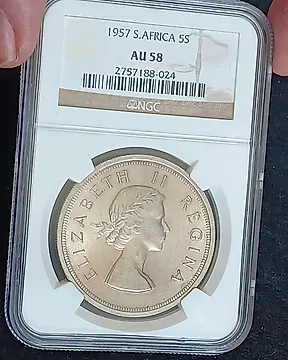 1957 S.AFRICA 5S
AU 58
2757188-024
NGC
ELIZABETH II REGINA